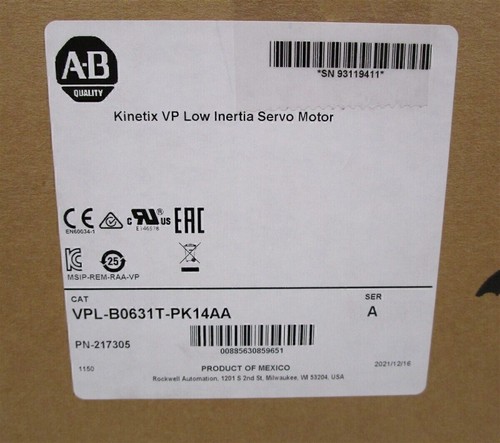 A-B
QUALITY
*SN 93119411*
Kinetix VP Low Inertia Servo Motor
CE
EN60034-1
c RU US
EAC
25
MSIP-REM-RAA-VP
CAT
VPL-B0631T-PK14AA
SER
A
PN-217305
00885630859651
1150
PRODUCT OF MEXICO
2021/12/16
Rockwell Automation, 1201 S 2nd St, Milwaukee, WI 53204, USA